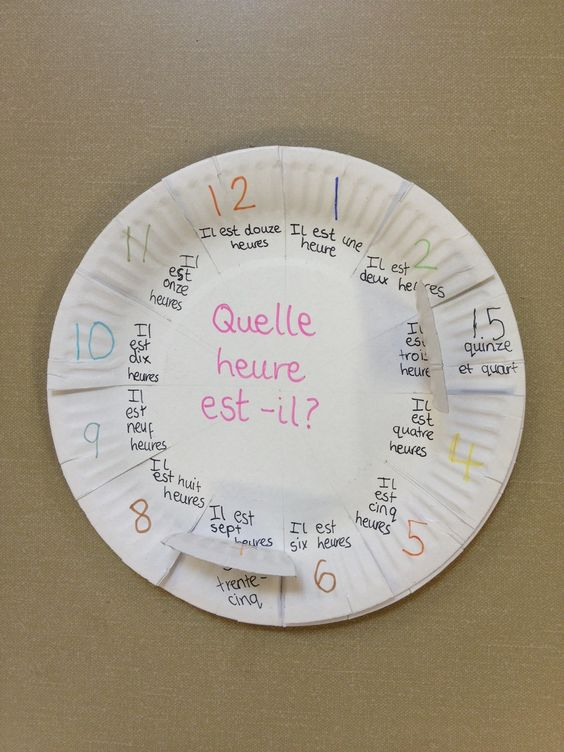 Quelle
heure
est-il?
12
Il est douze
heures
1
Il est une
heure
2
Il est
deux heures
15
quinze
et quart
Il
trois
heure
4
Il
est
quatre
heures
5
Il
est
cinq
heures
6
Il est
six heures
Il est
sept
heures
trente-
cinq
8
Il
est huit
heures
9
Il
est
neuf
heures
10
Il
est
dix
heures
11
Il
est
onze
heures